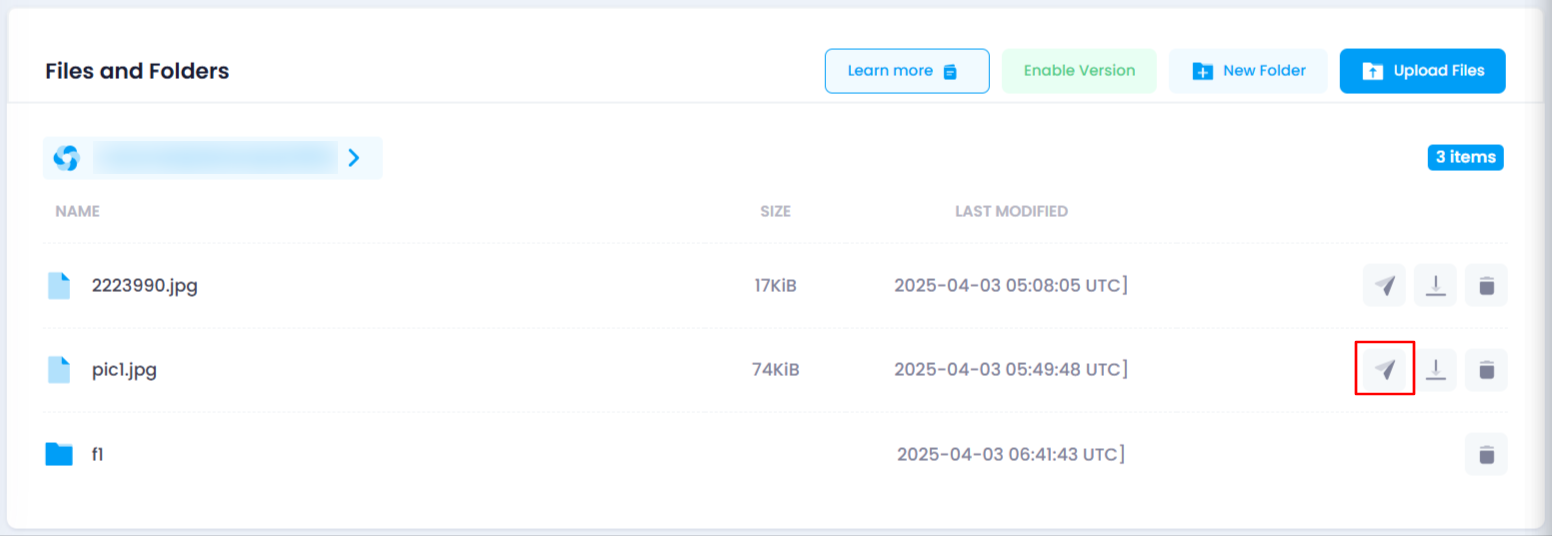 Files and Folders
Learn more
Enable Version
New Folder
Upload Files
3 items
NAME SIZE LAST MODIFIED
2223990.jpg 17KiB 2025-04-03 05:08:05 UTC]
pic1.jpg 74KiB 2025-04-03 05:49:48 UTC]
f1 2025-04-03 06:41:43 UTC]